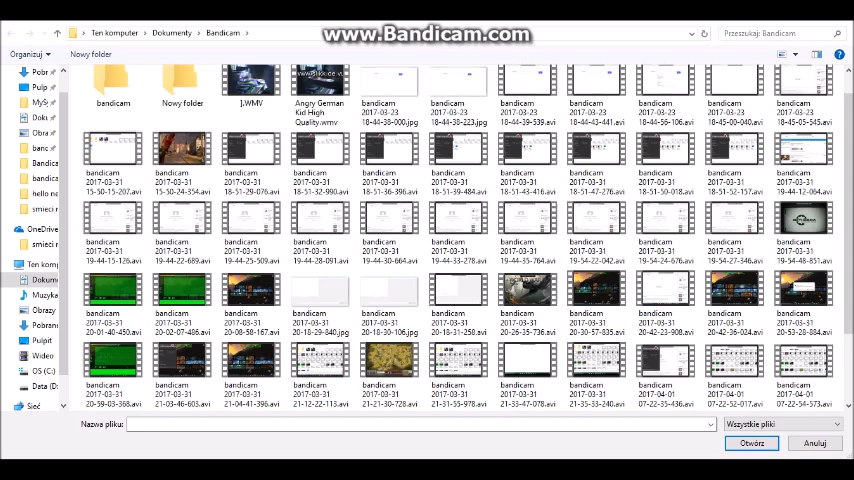 www.Bandicam.com
Ten komputer > Dokumenty > Bandicam >
Przeszukaj: Bandicam
Organizuj
Nowy folder
Pobr
Pulp
MyS
Dok
Obra
banc
Bandica
bandica
hello ne
smieci r
OneDrive
smieci r
Ten komp
Dokume
Muzyka
Obrazy
Pobrane
Pulpit
Wideo
OS (C:)
Data (D:
Sieć
bandicam
Nowy folder
].WMV
Angry German
Kid High
Quality.wmv
bandicam
2017-03-23
18-44-38-000.jpg
bandicam
2017-03-23
18-44-38-223.jpg
bandicam
2017-03-23
18-44-39-539.avi
bandicam
2017-03-23
18-44-43-441.avi
bandicam
2017-03-23
18-44-56-106.avi
bandicam
2017-03-23
18-45-00-040.avi
bandicam
2017-03-23
18-45-05-545.avi
bandicam
2017-03-31
15-50-15-207.avi
bandicam
2017-03-31
15-50-24-354.avi
bandicam
2017-03-31
18-51-29-076.avi
bandicam
2017-03-31
18-51-32-990.avi
bandicam
2017-03-31
18-51-36-396.avi
bandicam
2017-03-31
18-51-39-484.avi
bandicam
2017-03-31
18-51-43-416.avi
bandicam
2017-03-31
18-51-47-276.avi
bandicam
2017-03-31
18-51-50-018.avi
bandicam
2017-03-31
18-51-52-157.avi
bandicam
2017-03-31
19-44-12-064.avi
bandicam
2017-03-31
19-44-15-126.avi
bandicam
2017-03-31
19-44-22-689.avi
bandicam
2017-03-31
19-44-25-509.avi
bandicam
2017-03-31
19-44-28-091.avi
bandicam
2017-03-31
19-44-30-664.avi
bandicam
2017-03-31
19-44-33-278.avi
bandicam
2017-03-31
19-44-35-764.avi
bandicam
2017-03-31
19-54-22-042.avi
bandicam
2017-03-31
19-54-24-676.avi
bandicam
2017-03-31
19-54-27-346.avi
bandicam
2017-03-31
19-54-48-851.avi
bandicam
2017-03-31
20-01-40-450.avi
bandicam
2017-03-31
20-02-07-486.avi
bandicam
2017-03-31
20-08-58-167.avi
bandicam
2017-03-31
20-18-29-840.jpg
bandicam
2017-03-31
20-18-30-106.jpg
bandicam
2017-03-31
20-18-31-258.avi
bandicam
2017-03-31
20-26-35-736.avi
bandicam
2017-03-31
20-30-57-835.avi
bandicam
2017-03-31
20-42-23-908.avi
bandicam
2017-03-31
20-42-36-024.avi
bandicam
2017-03-31
20-53-28-884.avi
bandicam
2017-03-31
20-59-03-368.avi
bandicam
2017-03-31
21-03-46-603.avi
bandicam
2017-03-31
21-04-41-396.avi
bandicam
2017-03-31
21-12-22-113.avi
bandicam
2017-03-31
21-21-30-728.avi
bandicam
2017-03-31
21-31-55-978.avi
bandicam
2017-03-31
21-33-47-078.avi
bandicam
2017-03-31
21-35-33-240.avi
bandicam
2017-04-01
07-22-35-436.avi
bandicam
2017-04-01
07-22-52-017.avi
bandicam
2017-04-01
07-22-54-573.avi
Nazwa pliku:
Wszystkie pliki
Otwórz
Anuluj